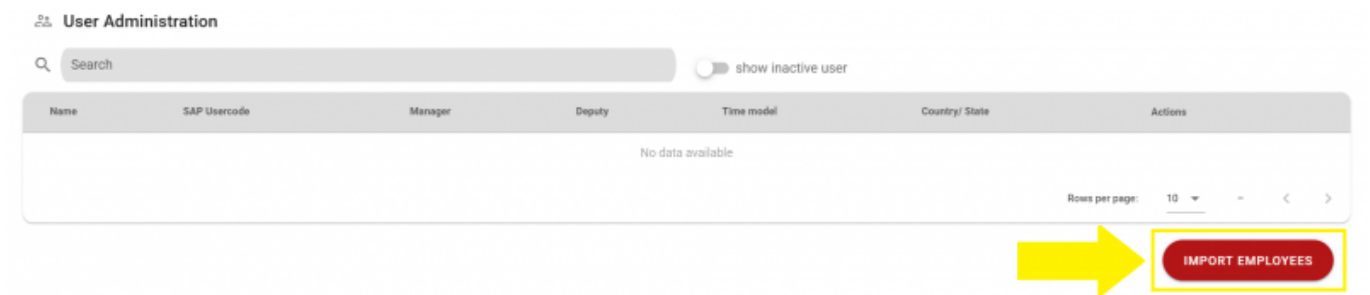 User Administration
Search
show inactive user
Name SAP Usercode Manager Deputy Time model Country/ State Actions
No data available
Rows per page: 10 –
IMPORT EMPLOYEES